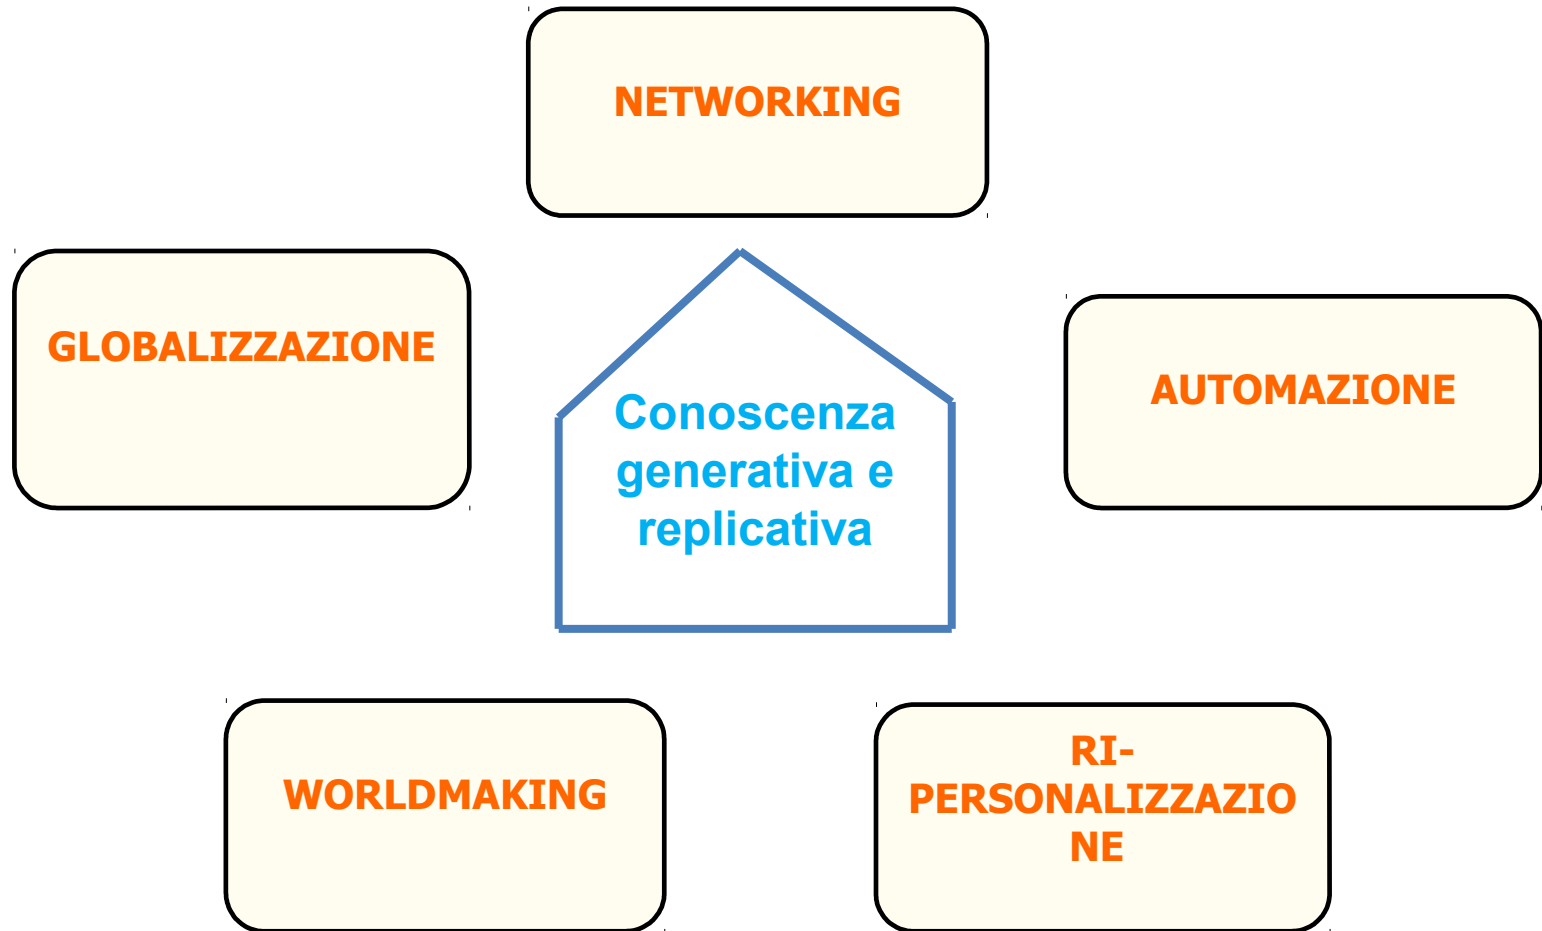 NETWORKING
GLOBALIZZAZIONE
AUTOMAZIONE
Conoscenza
generativa e
replicativa
WORLDMAKING
RI-
PERSONALIZZAZIO
NE